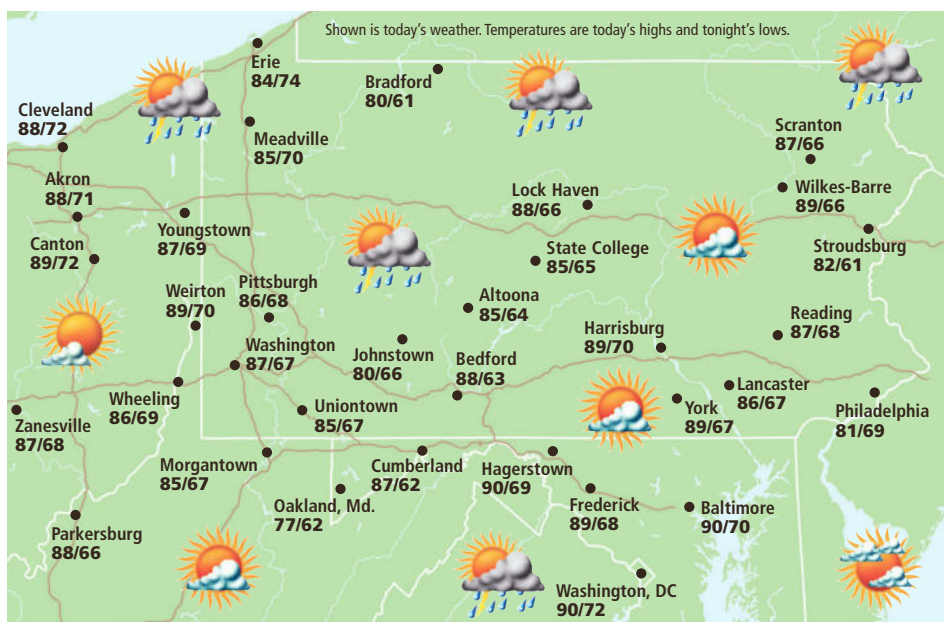 Shown is today's weather. Temperatures are today's highs and tonight's lows.
Erie
84/74
Bradford
80/61
Cleveland
88/72
Meadville
85/70
Scranton
87/66
Akron
88/71
Lock Haven
88/66
Wilkes-Barre
89/66
Youngstown
87/69
Canton
89/72
State College
85/65
Stroudsburg
82/61
Weirton
89/70
Pittsburgh
86/68
Altoona
85/64
Harrisburg
89/70
Reading
87/68
Washington
87/67
Johnstown
80/66
Bedford
88/63
Wheeling
86/69
Zanesville
87/68
Uniontown
85/67
York
89/67
Lancaster
86/67
Philadelphia
81/69
Morgantown
85/67
Cumberland
87/62
Hagerstown
90/69
Oakland, Md.
77/62
Frederick
89/68
Baltimore
90/70
Parkersburg
88/66
Washington, DC
90/72